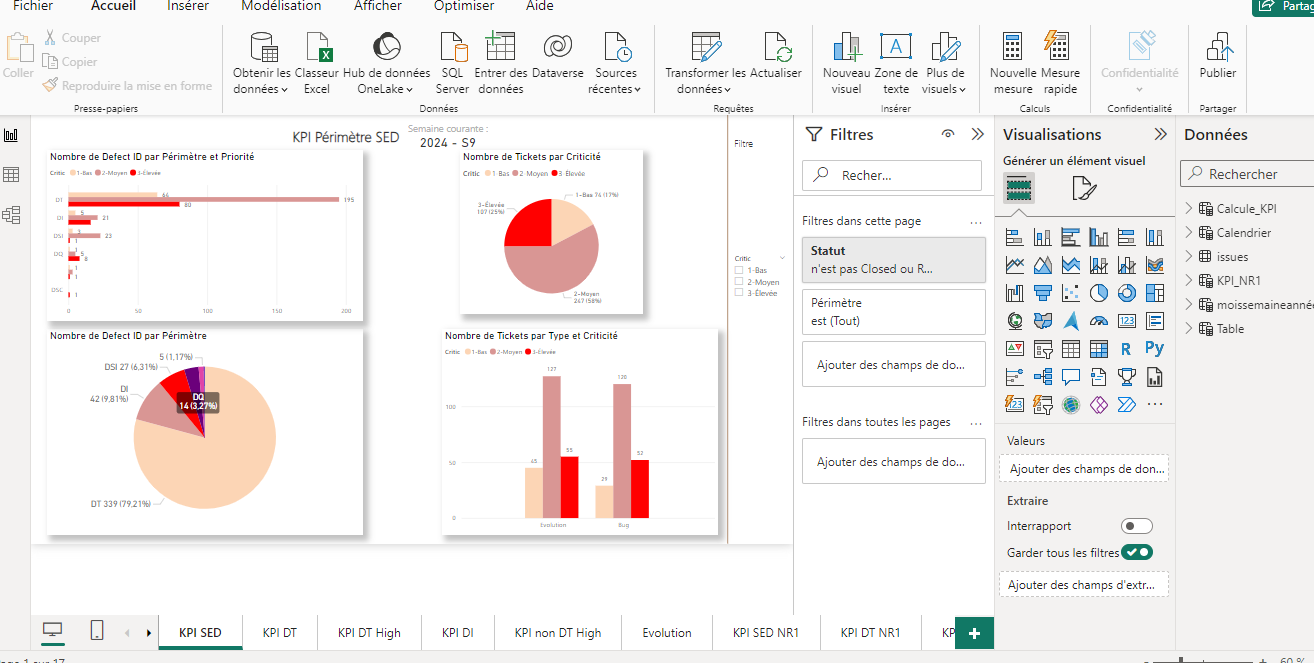 Fichier Accueil Insérer Modélisation Afficher Optimiser Aide
Partag
Coller
Couper
Copier
Reproduire la mise en forme
Presse-papiers
Obtenir les données
Classeur Excel
Hub de données OneLake
SQL Server
Entrer des données
Dataverse
Sources récentes
Données
Transformer les données
Actualiser
Requêtes
Nouveau visuel
Zone de texte
Plus de visuels
Insérer
Nouvelle mesure
Mesure rapide
Calculs
Confidentialité
Confidentialité
Publier
Partager
KPI Périmètre SED
Semaine courante :
2024 - S9
Nombre de Defect ID par Périmètre et Priorité
Critic 1-Bas 2-Moyen 3-Élevée
DT
64
195
80
DI
5
21
DSI
3
23
1
DQ
5
8
1
1
DSC
1
0 50 100 150 200
Nombre de Tickets par Criticité
Critic 1-Bas 2-Moyen 3-Élevée
1-Bas 74 (17%)
3-Élevée
107 (25%)
2-Moyen
247 (58%)
Nombre de Defect ID par Périmètre
5 (1,17%)
DSI 27 (6,31%)
DI
42 (9,81%)
DQ
14 (3,27%)
DT 339 (79,21%)
Nombre de Tickets par Type et Criticité
Critic 1-Bas 2-Moyen 3-Élevée
100
50
0
45
127
55
29
120
52
Evolution
Bug
Filtre
Critic
1-Bas
2-Moyen
3-Élevée
Filtres
Recher...
Filtres dans cette page
...
Statut
n'est pas Closed ou R...
Périmètre
est (Tout)
Ajouter des champs de do...
Filtres dans toutes les pages
...
Ajouter des champs de do...
Visualisations
Générer un élément visuel
123
R
Py
123
...
Valeurs
Ajouter des champs de don...
Extraire
Interrapport
Garder tous les filtres
Ajouter des champs d'extr...
Données
Rechercher
Calcule_KPI
Calendrier
issues
KPI_NR1
moissemaineanné
Table
KPI SED
KPI DT
KPI DT High
KPI DI
KPI non DT High
Evolution
KPI SED NR1
KPI DT NR1
KP
+
age 1 sur 17
60 %